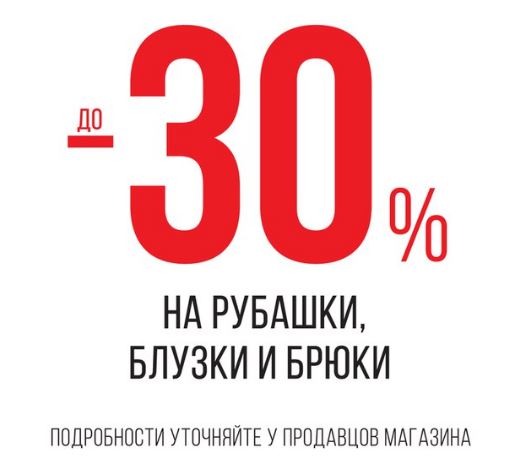 ДО
-30%
НА РУБАШКИ,
БЛУЗКИ И БРЮКИ
ПОДРОБНОСТИ УТОЧНЯЙТЕ У ПРОДАВЦОВ МАГАЗИНА